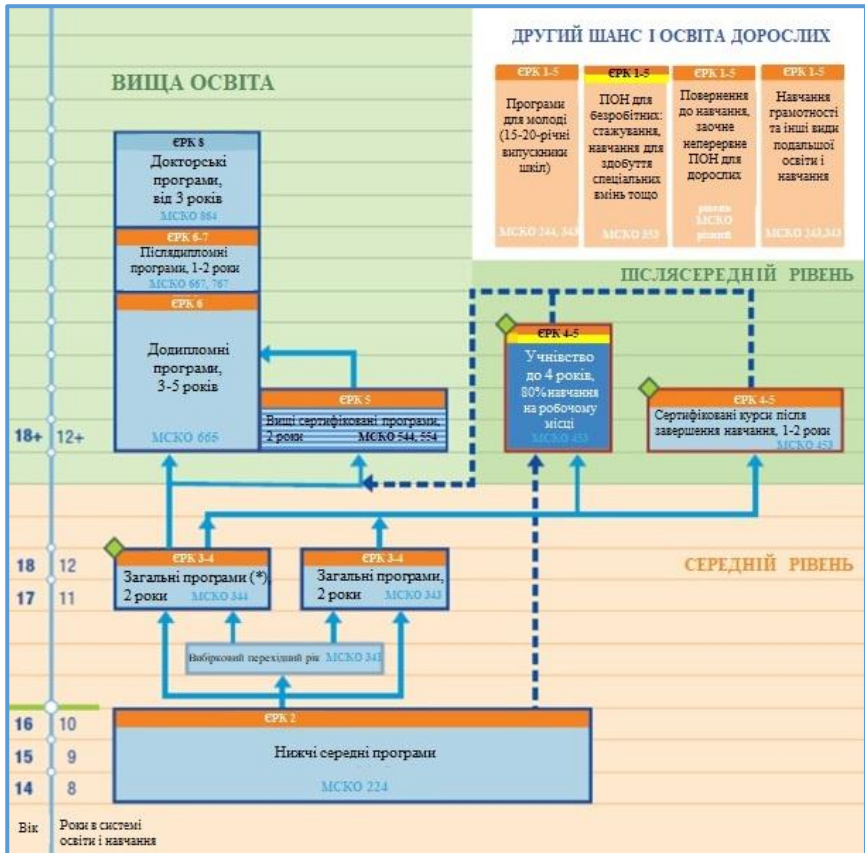 ДРУГИЙ ШАНС І ОСВІТА ДОРОСЛИХ
ЄРК 1-5
Програми
для молоді
(15-20-річні
випускники
шкіл)
МСКО 244, 343
ЄРК 1-5
ПОН для
безробітних:
стажування,
навчання для
здобуття
спеціальних
вмінь тощо
МСКО 353
ЄРК 1-5
Повернення
до навчання,
заочне
неперервне
ПОН для
дорослих
рівень
МСКО
різний
ЄРК 1-5
Навчання
грамотності
та інші види
подальшої
освіти і
навчання
МСКО 243,343
ВИЩА ОСВІТА
ЄРК 8
Докторські
програми,
від 3 років
МСКО 864
ЄРК 6-7
Післядипломні
програми, 1-2 роки
МСКО 667, 767
ЄРК 6
Додипломні
програми,
3-5 років
МСКО 665
ЄРК 5
Вищі сертифіковані програми,
2 роки МСКО 544, 554
ПІСЛЯСЕРЕДНІЙ РІВЕНЬ
ЄРК 4-5
Учнівство
до 4 років,
80% навчання
на робочому
місці
МСКО 453
ЄРК 4-5
Сертифіковані курси після
завершення навчання, 1-2 роки
МСКО 453
18+ 12+
СЕРЕДНІЙ РІВЕНЬ
18 12
17 11
ЄРК 3-4
Загальні програми (*),
2 роки МСКО 344
ЄРК 3-4
Загальні програми,
2 роки МСКО 343
Вибірковий перехідний рік МСКО 341
ЄРК 2
Нижчі середні програми
МСКО 224
16 10
15 9
14 8
Вік
Роки в системі
освіти і навчання